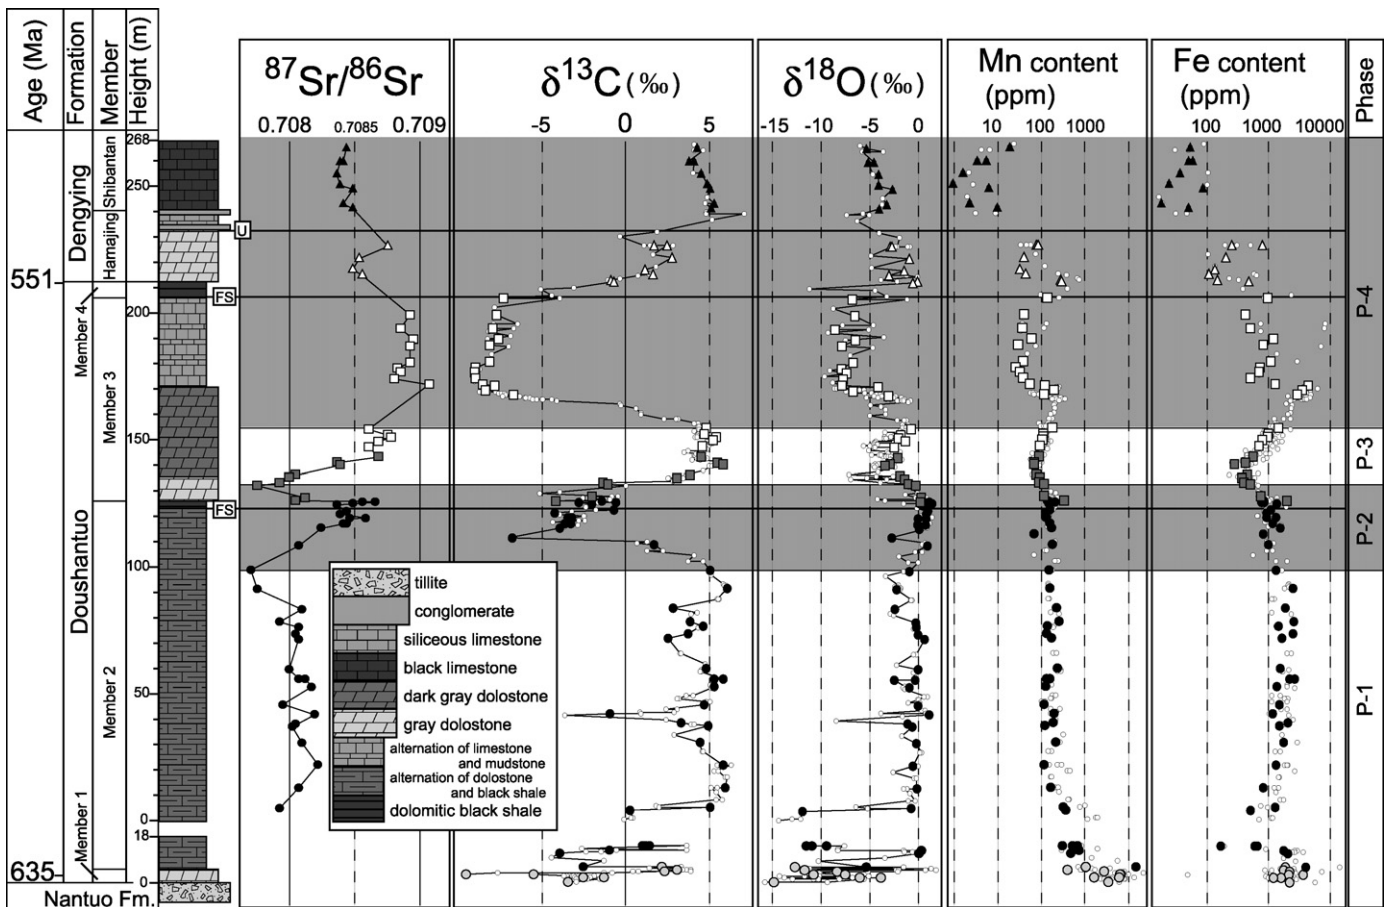 Age (Ma)
Formation
Member
Height (m)
87Sr/86Sr
0.708
0.7085
0.709
δ13C (‰)
-5
0
5
δ18O (‰)
-15
-10
-5
0
Mn content
(ppm)
10
100
1000
Fe content
(ppm)
100
1000
10000
Phase
551
635
Dengying
Doushantuo
Nantuo Fm.
Shibantan
Hamajing
Member 4
Member 3
Member 2
Member 1
268
250
200
150
100
50
0
18
0
U
FS
FS
tillite
conglomerate
siliceous limestone
black limestone
dark gray dolostone
gray dolostone
alternation of limestone
and mudstone
alternation of dolostone
and black shale
dolomitic black shale
P-4
P-3
P-2
P-1